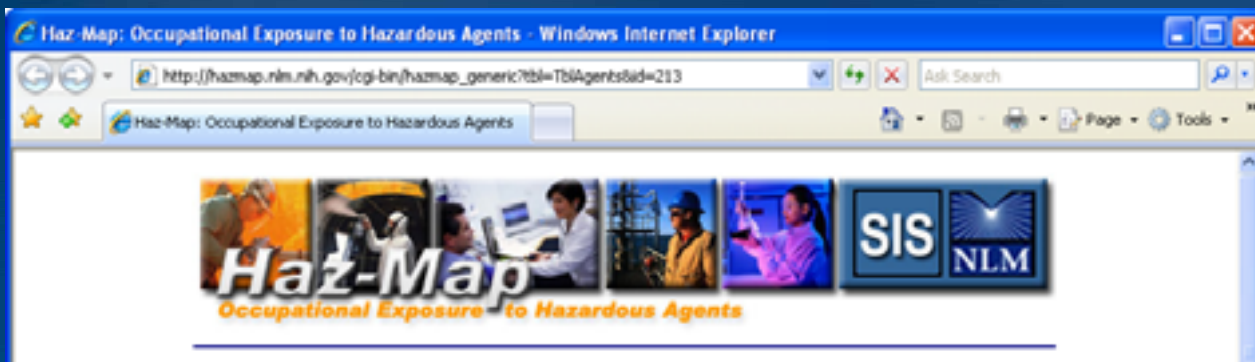 Haz-Map: Occupational Exposure to Hazardous Agents - Windows Internet Explorer
http://hazmap.nlm.nih.gov/cgi-bin/hazmap_generic?tbl=TblAgents&id=213
Ask Search
Haz-Map: Occupational Exposure to Hazardous Agents
Page
Tools
Haz-Map
SIS
NLM
Occupational Exposure to Hazardous Agents